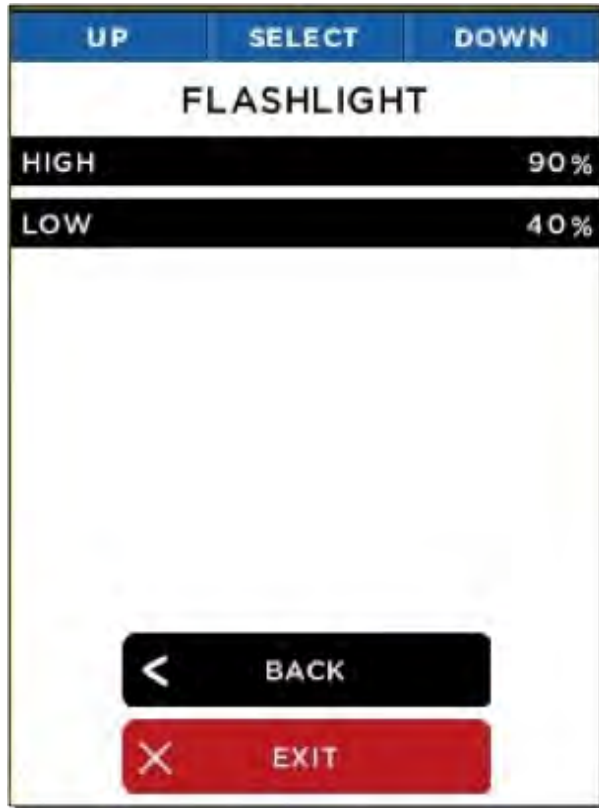 UP SELECT DOWN
FLASHLIGHT
HIGH 90%
LOW 40%
< BACK
X EXIT